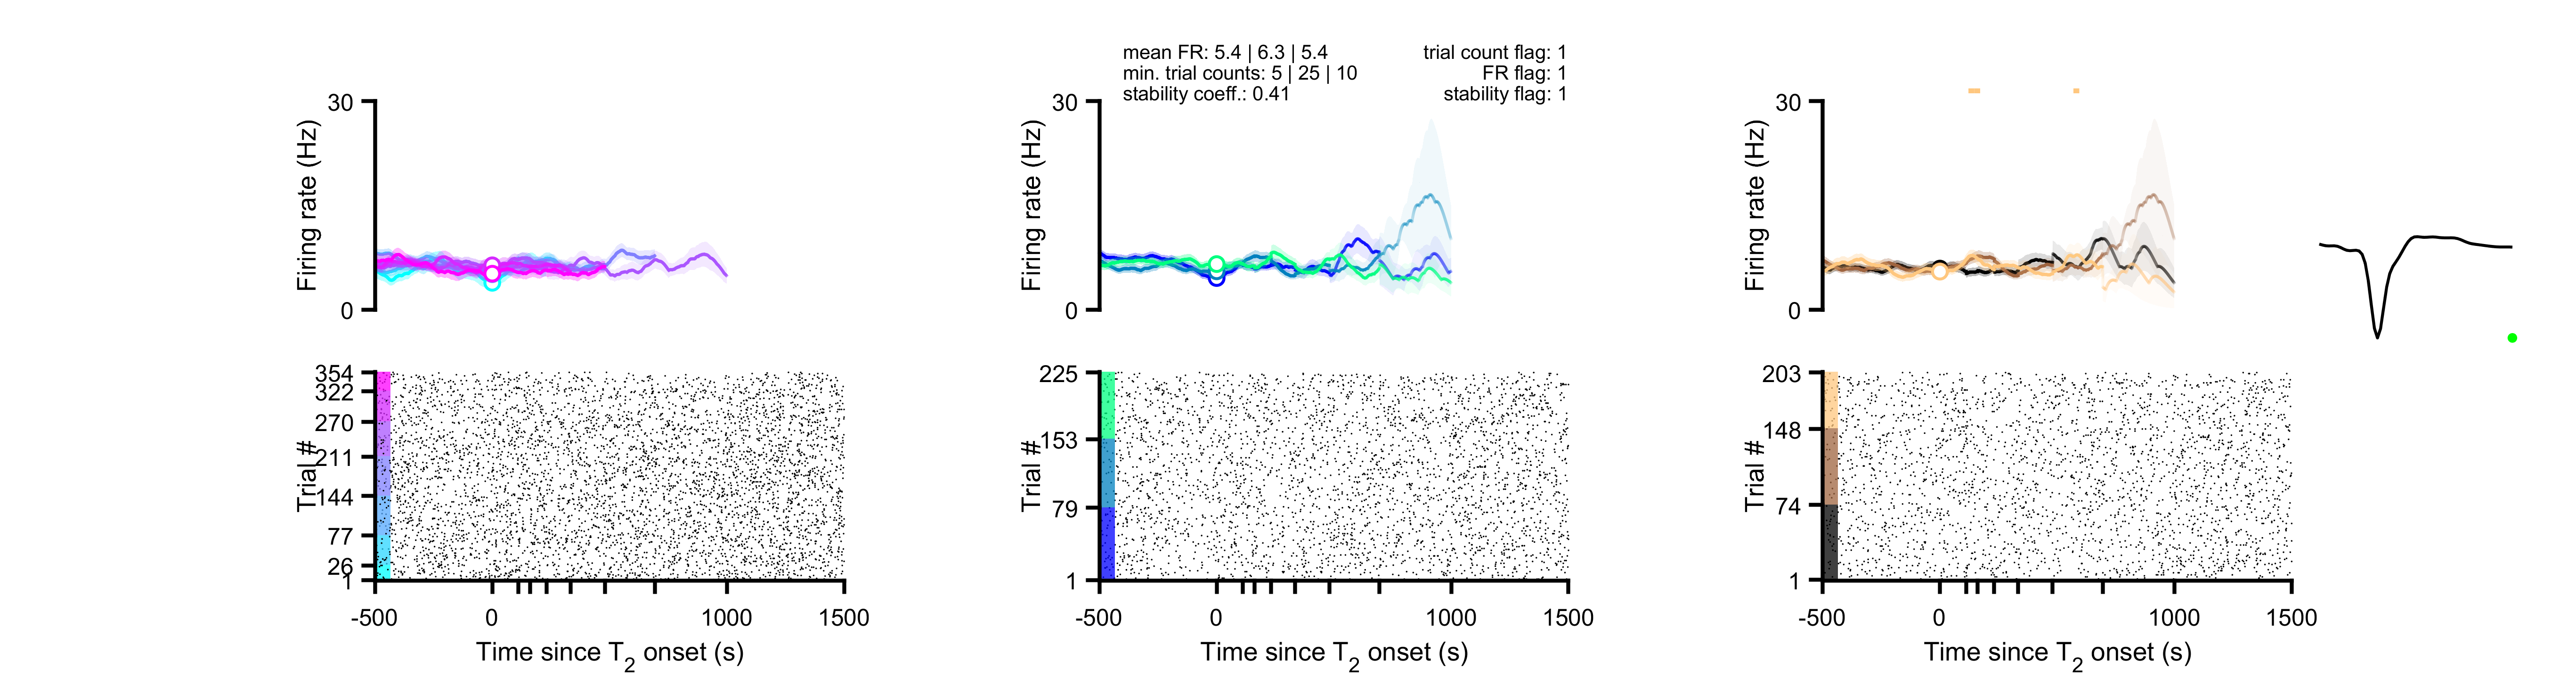 mean FR: 5.4 | 6.3 | 5.4
min. trial counts: 5 | 25 | 10
stability coeff.: 0.41
trial count flag: 1
FR flag: 1
stability flag: 1
Firing rate (Hz)
30
0
Firing rate (Hz)
30
0
Firing rate (Hz)
30
0
Trial #
354
322
270
211
144
77
26
1
-500
0
1000
1500
Time since T2 onset (s)
Trial #
225
153
79
1
-500
0
1000
1500
Time since T2 onset (s)
Trial #
203
148
74
1
-500
0
1000
1500
Time since T2 onset (s)